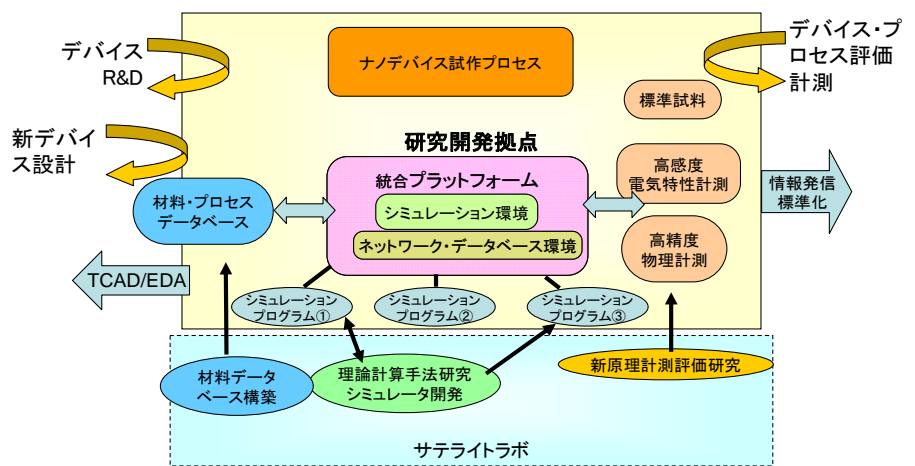 デバイス
R&D
ナノデバイス試作プロセス
デバイス・プ
ロセス評価
計測
標準試料
新デバイ
ス設計
研究開発拠点
統合プラットフォーム
シミュレーション環境
ネットワーク・データベース環境
材料・プロセス
データベース
高感度
電気特性計測
情報発信
標準化
高精度
物理計測
TCAD/EDA
シミュレーション
プログラム①
シミュレーション
プログラム②
シミュレーション
プログラム③
材料データ
ベース構築
理論計算手法研究
シミュレータ開発
新原理計測評価研究
サテライトラボ